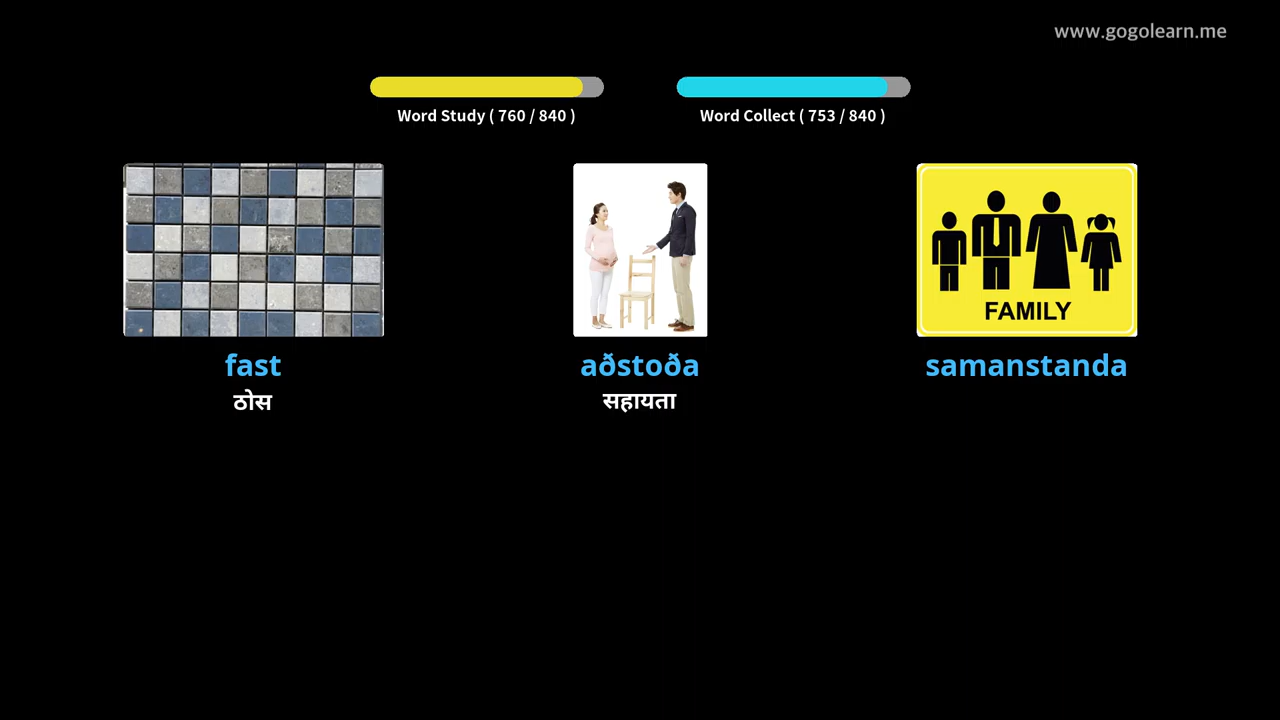 www.gogolearn.me
Word Study ( 760 / 840 )
Word Collect ( 753 / 840 )
FAMILY
fast
aðstoða
samanstanda
ठोस
सहायता